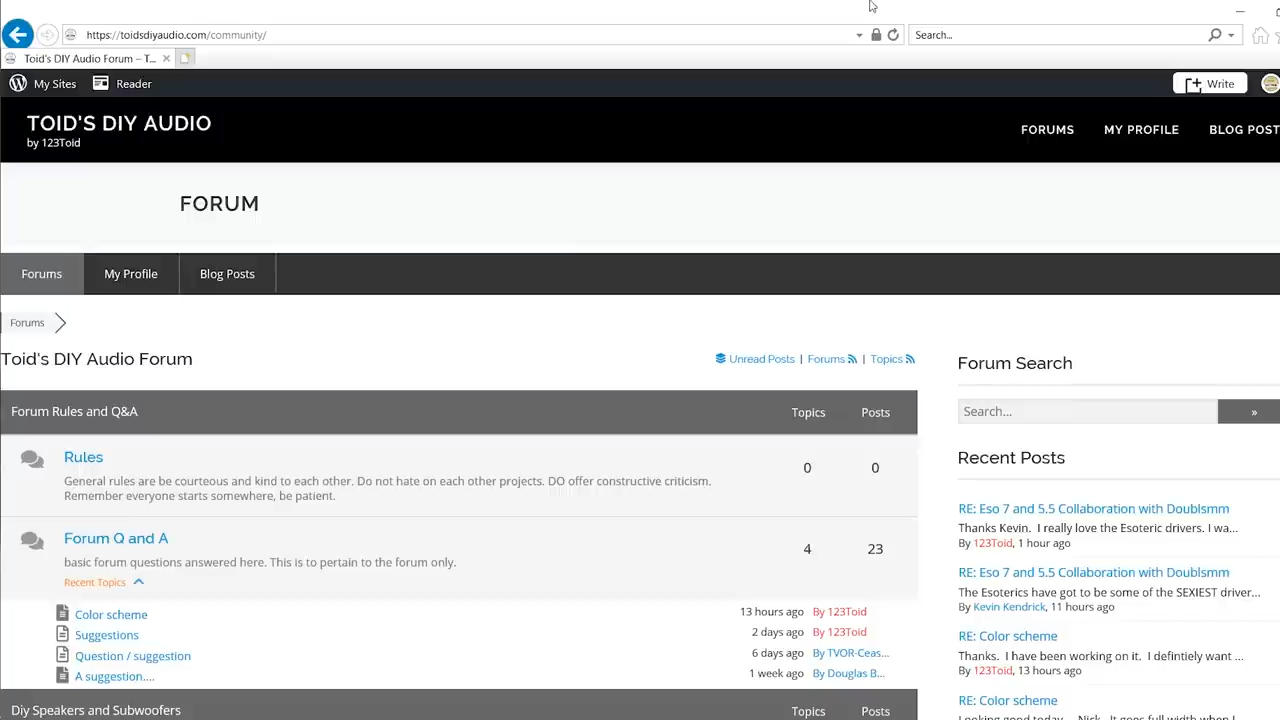 https://toidsdiyaudio.com/community/
Search...
Toid's DIY Audio Forum – T...
My Sites
Reader
Write
TOID'S DIY AUDIO
by 123Toid
FORUMS
MY PROFILE
BLOG POST
FORUM
Forums
My Profile
Blog Posts
Forums
Toid's DIY Audio Forum
Unread Posts | Forums | Topics
Forum Rules and Q&A
Topics
Posts
Rules
General rules are be courteous and kind to each other. Do not hate on each other projects. DO offer constructive criticism.
Remember everyone starts somewhere, be patient.
0
0
Forum Q and A
basic forum questions answered here. This is to pertain to the forum only.
Recent Topics
4
23
Color scheme
13 hours ago By 123Toid
Suggestions
2 days ago By 123Toid
Question / suggestion
6 days ago By TVOR-Ceas...
A suggestion....
1 week ago By Douglas B...
Diy Speakers and Subwoofers
Topics
Posts
Forum Search
Search...
»
Recent Posts
RE: Eso 7 and 5.5 Collaboration with Doublsmm
Thanks Kevin. I really love the Esoteric drivers. I wa...
By 123Toid, 1 hour ago
RE: Eso 7 and 5.5 Collaboration with Doublsmm
The Esoterics have got to be some of the SEXIEST driver...
By Kevin Kendrick, 11 hours ago
RE: Color scheme
Thanks. I have been working on it. I defintiely want ...
By 123Toid, 13 hours ago
RE: Color scheme